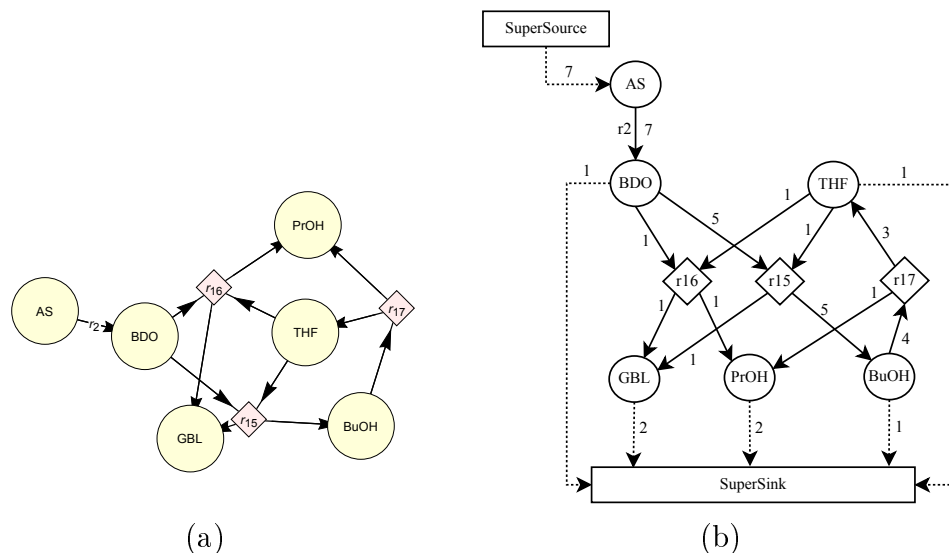 PrOH
r16
r17
AS
r2
BDO
THF
GBL
r15
BuOH
(a)
SuperSource
7
AS
r2 7
1 BDO THF 1
5 1
1 1 3
r16 r15 r17
1 1 5 1
1 4
GBL PrOH BuOH
2 2 1
SuperSink
(b)